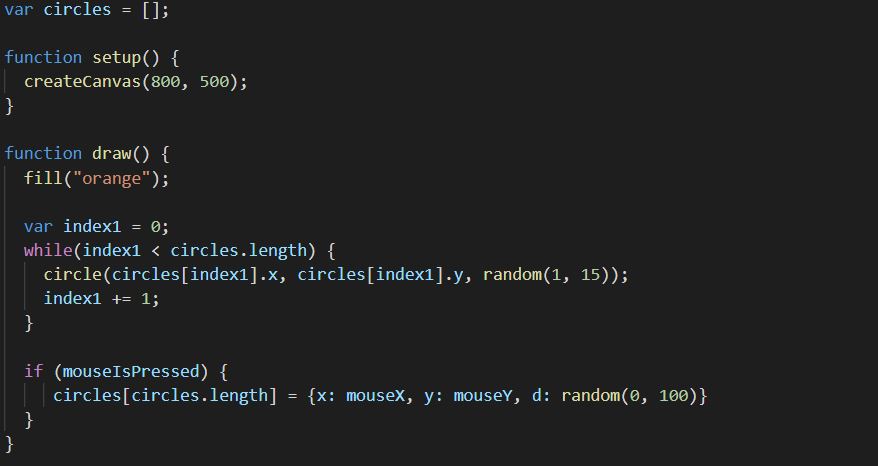 var circles = [];

function setup() {
  createCanvas(800, 500);
}

function draw() {
  fill("orange");

  var index1 = 0;
  while(index1 < circles.length) {
    circle(circles[index1].x, circles[index1].y, random(1, 15));
    index1 += 1;
  }

  if (mouseIsPressed) {
     circles[circles.length] = {x: mouseX, y: mouseY, d: random(0, 100)}
  }
}